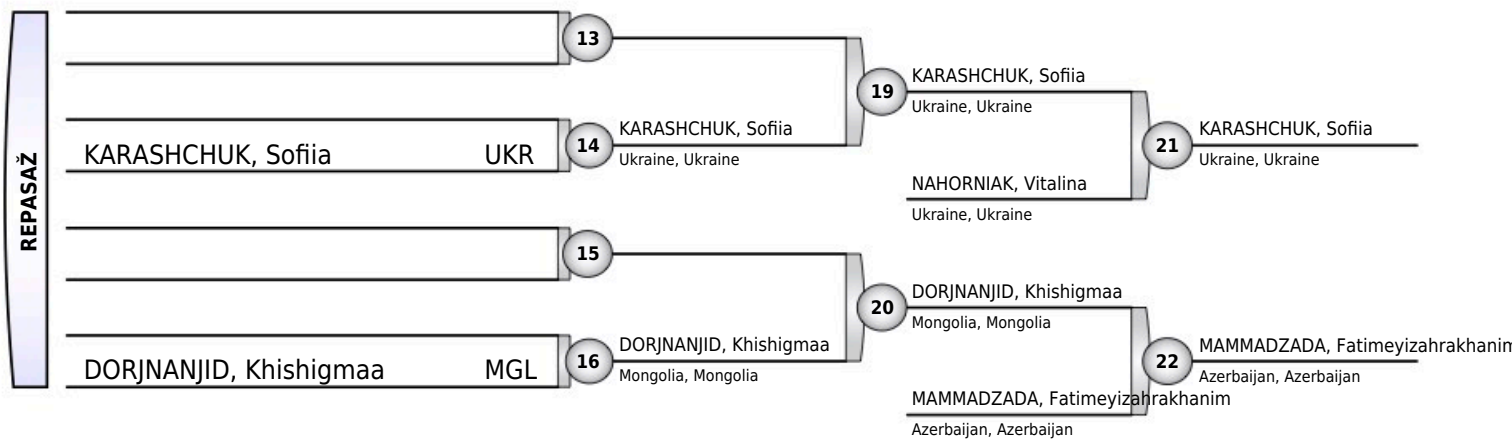 REPASAŽ
13
KARASHCHUK, Sofiia UKR
14
KARASHCHUK, Sofiia
Ukraine, Ukraine
15
DORJNANJID, Khishigmaa MGL
16
DORJNANJID, Khishigmaa
Mongolia, Mongolia
19
KARASHCHUK, Sofiia
Ukraine, Ukraine
NAHORNIAK, Vitalina
Ukraine, Ukraine
20
DORJNANJID, Khishigmaa
Mongolia, Mongolia
MAMMADZADA, Fatimeyizahrakhanim
Azerbaijan, Azerbaijan
21
KARASHCHUK, Sofiia
Ukraine, Ukraine
22
MAMMADZADA, Fatimeyizahrakhanim
Azerbaijan, Azerbaijan